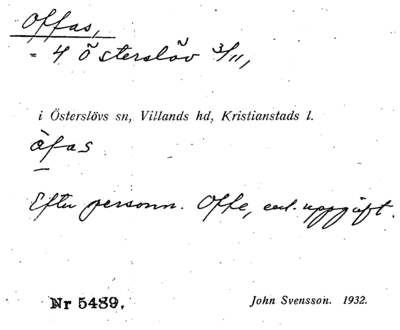 Offas,
= 4 Österslöv 3/11,
i Österslövs sn, Villands hd, Kristianstads l.
åfas
Efter personn. Offe, enl. uppgift.
Nr 5489.
John Svensson. 1932.